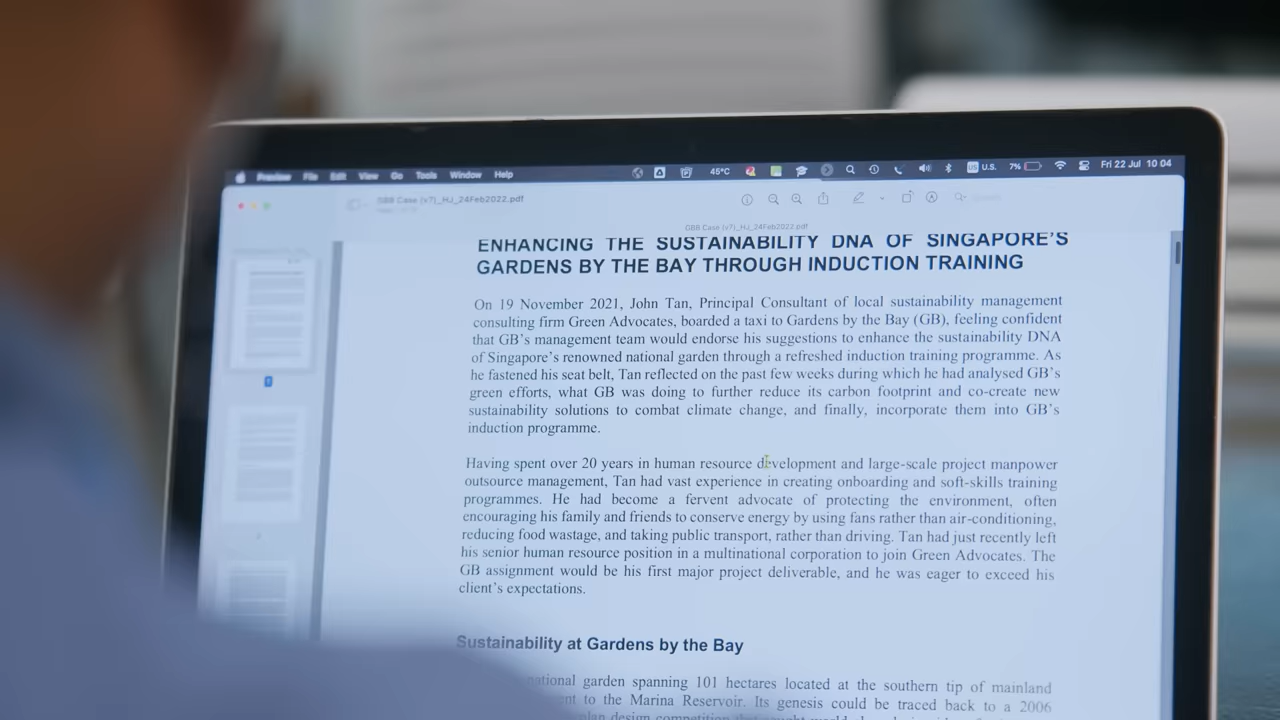 Preview File Edit View Go Tools Window Help 45°C U.S. 7% Fri 22 Jul 10 04
GBB Case (v7)_HJ_24Feb2022.pdf
GBB Case (v7)_HJ_24Feb2022.pdf
ENHANCING THE SUSTAINABILITY DNA OF SINGAPORE'S
GARDENS BY THE BAY THROUGH INDUCTION TRAINING
On 19 November 2021, John Tan, Principal Consultant of local sustainability management
consulting firm Green Advocates, boarded a taxi to Gardens by the Bay (GB), feeling confident
that GB's management team would endorse his suggestions to enhance the sustainability DNA
of Singapore's renowned national garden through a refreshed induction training programme. As
he fastened his seat belt, Tan reflected on the past few weeks during which he had analysed GB's
green efforts, what GB was doing to further reduce its carbon footprint and co-create new
sustainability solutions to combat climate change, and finally, incorporate them into GB's
induction programme.
Having spent over 20 years in human resource development and large-scale project manpower
outsource management, Tan had vast experience in creating onboarding and soft-skills training
programmes. He had become a fervent advocate of protecting the environment, often
encouraging his family and friends to conserve energy by using fans rather than air-conditioning,
reducing food wastage, and taking public transport, rather than driving. Tan had just recently left
his senior human resource position in a multinational corporation to join Green Advocates. The
GB assignment would be his first major project deliverable, and he was eager to exceed his
client's expectations.
Sustainability at Gardens by the Bay
national garden spanning 101 hectares located at the southern tip of mainland
to the Marina Reservoir. Its genesis could be traced back to a 2006
design competition that